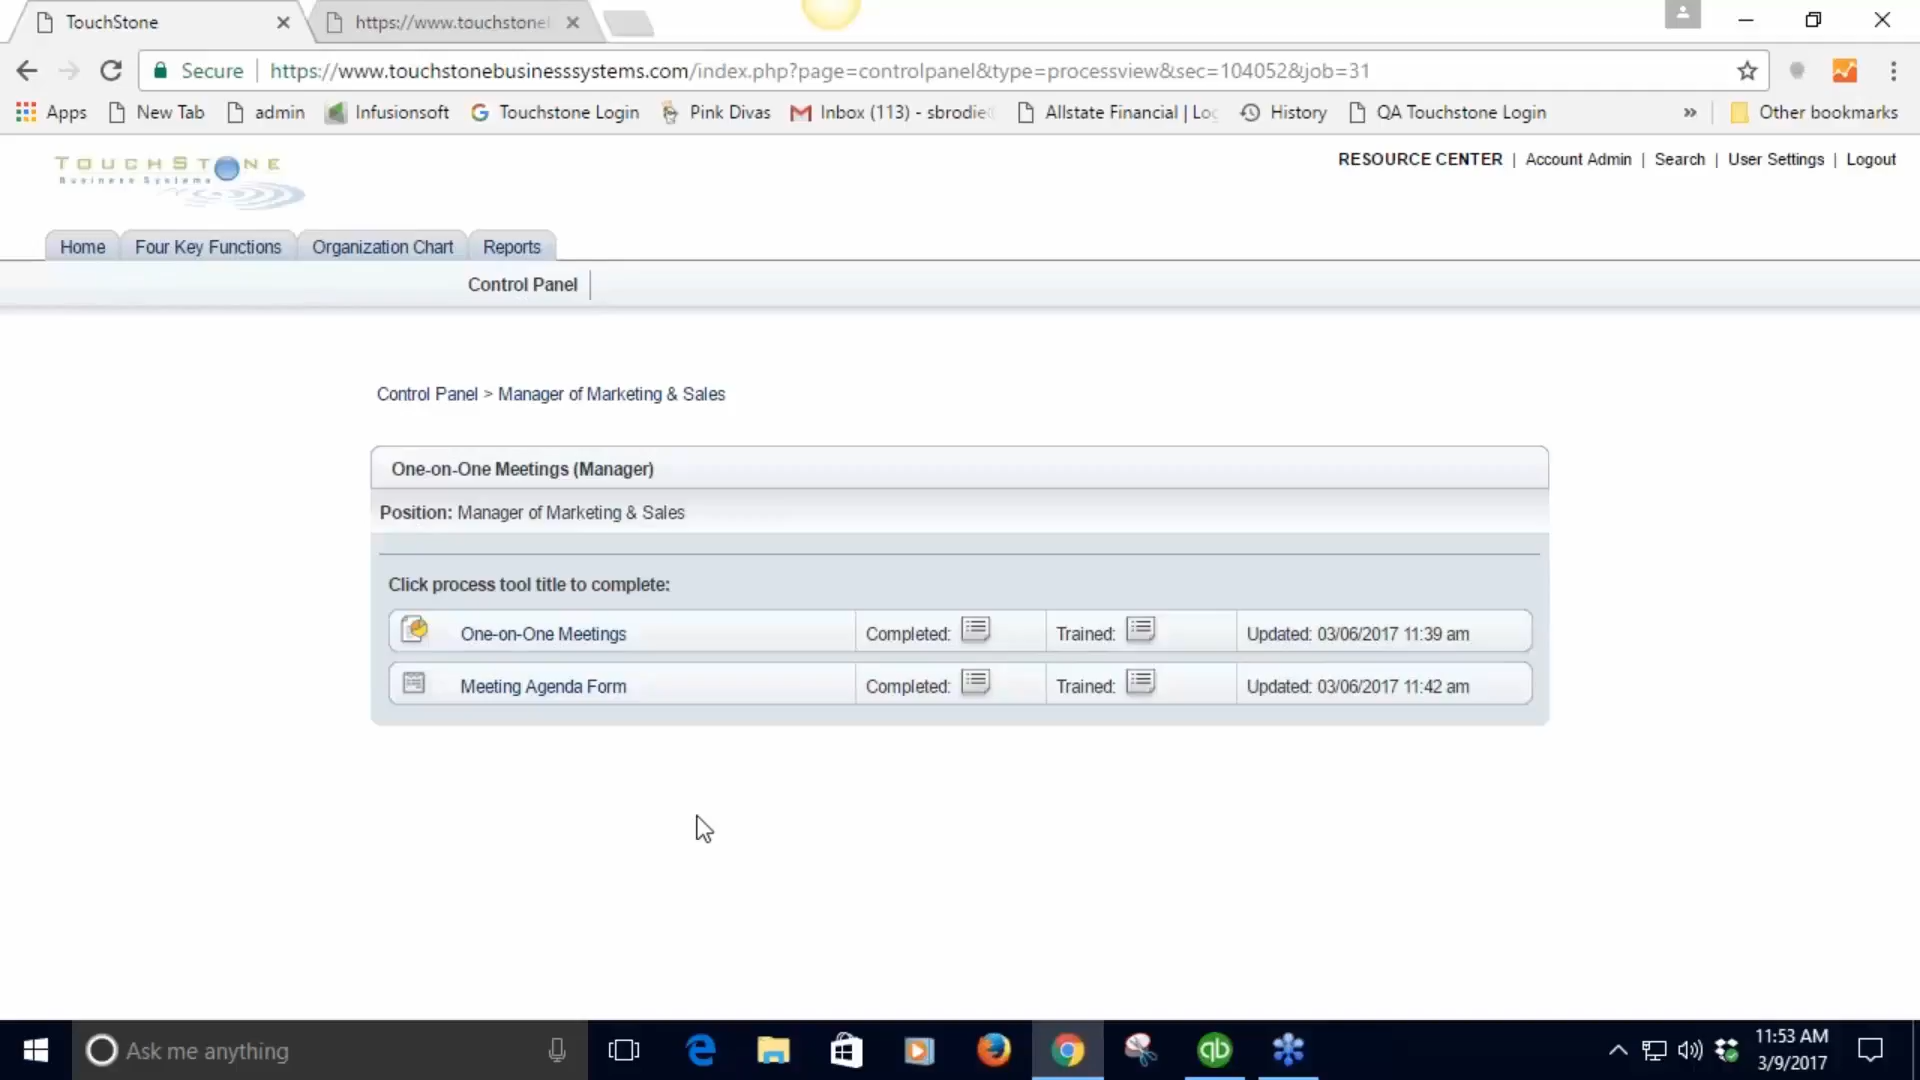 TouchStone
https://www.touchstonel
Secure
https://www.touchstonebusinesssystems.com/index.php?page=controlpanel&type=processview&sec=104052&job=31
Apps
New Tab
admin
Infusionsoft
Touchstone Login
Pink Divas
Inbox (113) - sbrodie
Allstate Financial | Log
History
QA Touchstone Login
»
Other bookmarks
TOUCHSTONE
Business Systems
RESOURCE CENTER | Account Admin | Search | User Settings | Logout
Home
Four Key Functions
Organization Chart
Reports
Control Panel
Control Panel > Manager of Marketing & Sales
One-on-One Meetings (Manager)
Position: Manager of Marketing & Sales
Click process tool title to complete:
One-on-One Meetings
Completed:
Trained:
Updated: 03/06/2017 11:39 am
Meeting Agenda Form
Completed:
Trained:
Updated: 03/06/2017 11:42 am
Ask me anything
qb
11:53 AM
3/9/2017